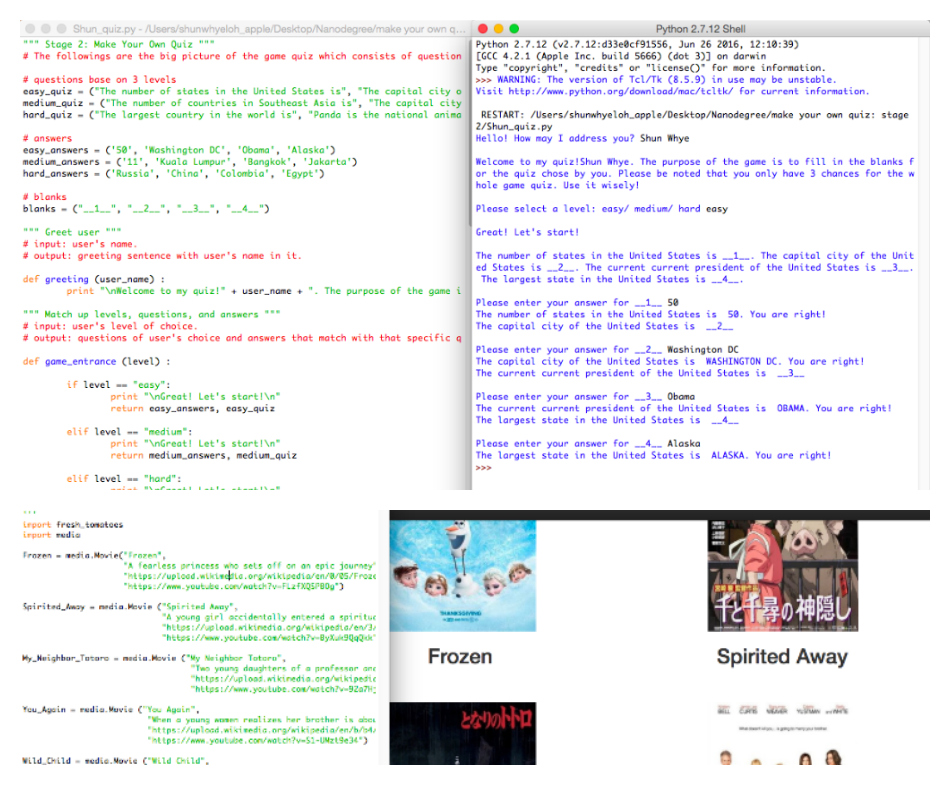 Shun_quiz.py - /Users/shunwhyeloh_apple/Desktop/Nanodegree/make your own q...
""" Stage 2: Make Your Own Quiz """
# The followings are the big picture of the game quiz which consists of question
# questions base on 3 levels
easy_quiz = ("The number of states in the United States is", "The capital city o
medium_quiz = ("The number of countries in Southeast Asia is", "The capital city
hard_quiz = ("The largest country in the world is", "Panda is the national anima
# answers
easy_answers = ('50', 'Washington DC', 'Obama', 'Alaska')
medium_answers = ('11', 'Kuala Lumpur', 'Bangkok', 'Jakarta')
hard_answers = ('Russia', 'China', 'Colombia', 'Egypt')
# blanks
blanks = ("__1__", "__2__", "__3__", "__4__")
""" Greet user """
# input: user's name.
# output: greeting sentence with user's name in it.
def greeting (user_name) :
print "\nWelcome to my quiz!" + user_name + ". The purpose of the game i
""" Match up levels, questions, and answers """
# input: user's level of choice.
# output: questions of user's choice and answers that match with that specific q
def game_entrance (level) :
if level == "easy":
print "\nGreat! Let's start!\n"
return easy_answers, easy_quiz
elif level == "medium":
print "\nGreat! Let's start!\n"
return medium_answers, medium_quiz
elif level == "hard":
print "\nGreat! Let's start!\n"
Python 2.7.12 Shell
Python 2.7.12 (v2.7.12:d33e0cf91556, Jun 26 2016, 12:10:39)
[GCC 4.2.1 (Apple Inc. build 5666) (dot 3)] on darwin
Type "copyright", "credits" or "license()" for more information.
>>> WARNING: The version of Tcl/Tk (8.5.9) in use may be unstable.
Visit http://www.python.org/download/mac/tcltk/ for current information.
RESTART: /Users/shunwhyeloh_apple/Desktop/Nanodegree/make your own quiz: stage
2/Shun_quiz.py
Hello! How may I address you? Shun Whye
Welcome to my quiz!Shun Whye. The purpose of the game is to fill in the blanks f
or the quiz chose by you. Please be noted that you only have 3 chances for the w
hole game quiz. Use it wisely!
Please select a level: easy/ medium/ hard easy
Great! Let's start!
The number of states in the United States is __1__. The capital city of the Unit
ed States is __2__. The current current president of the United States is __3__.
The largest state in the United States is __4__.
Please enter your answer for __1__ 50
The number of states in the United States is  50. You are right!
The capital city of the United States is  __2__
Please enter your answer for __2__ Washington DC
The capital city of the United States is  WASHINGTON DC. You are right!
The current current president of the United States is  __3__
Please enter your answer for __3__ Obama
The current current president of the United States is  OBAMA. You are right!
The largest state in the United States is  __4__
Please enter your answer for __4__ Alaska
The largest state in the United States is  ALASKA. You are right!
>>>
'''
import fresh_tomatoes
import media
Frozen = media.Movie("Frozen",
"A fearless princess who sets off on an epic journey"
"https://upload.wikimedia.org/wikipedia/en/0/05/Froze
"https://www.youtube.com/watch?v=FLzfXQSPBOg")
Spirited_Away = media.Movie ("Spirited Away",
"A young girl accidentally entered a spiritu
"https://upload.wikimedia.org/wikipedia/en/3/
"https://www.youtube.com/watch?v=ByXuk9QqQkk"
My_Neighbor_Totoro = media.Movie ("My Neighbor Totoro",
"Two young daughters of a professor and
"https://upload.wikimedia.org/wikipedic
"https://www.youtube.com/watch?v=92a7Hj
You_Again = media.Movie ("You Again",
"When a young women realizes her brother is abou
"https://upload.wikimedia.org/wikipedia/en/b/b4/
"https://www.youtube.com/watch?v=S1-UMzt9e34")
Wild_Child = media.Movie ("Wild Child",
THANKSGIVING
千と千尋の神隠し
Frozen
Spirited Away
となりのトトロ
BELL CURTIS WEAVER
WHITE